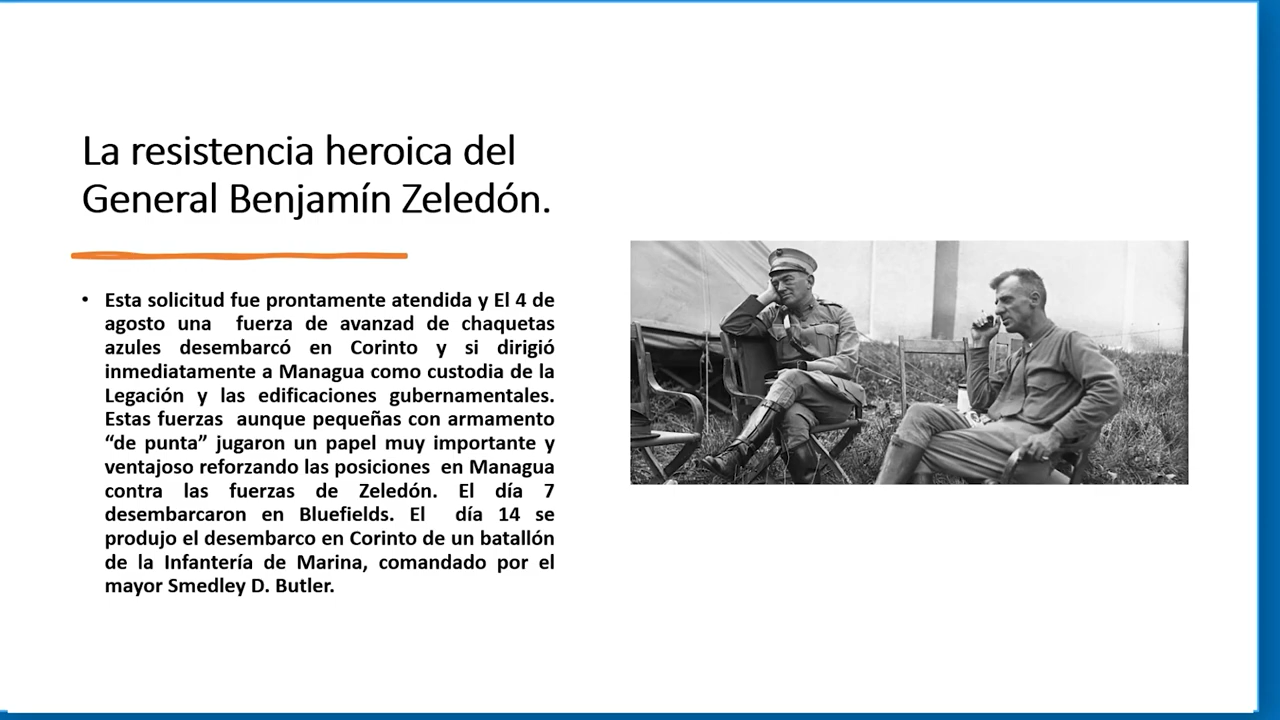 La resistencia heroica del
General Benjamín Zeledón.
• Esta solicitud fue prontamente atendida y El 4 de
agosto una fuerza de avanzad de chaquetas
azules desembarcó en Corinto y si dirigió
inmediatamente a Managua como custodia de la
Legación y las edificaciones gubernamentales.
Estas fuerzas aunque pequeñas con armamento
“de punta” jugaron un papel muy importante y
ventajoso reforzando las posiciones en Managua
contra las fuerzas de Zeledón. El día 7
desembarcaron en Bluefields. El día 14 se
produjo el desembarco en Corinto de un batallón
de la Infantería de Marina, comandado por el
mayor Smedley D. Butler.